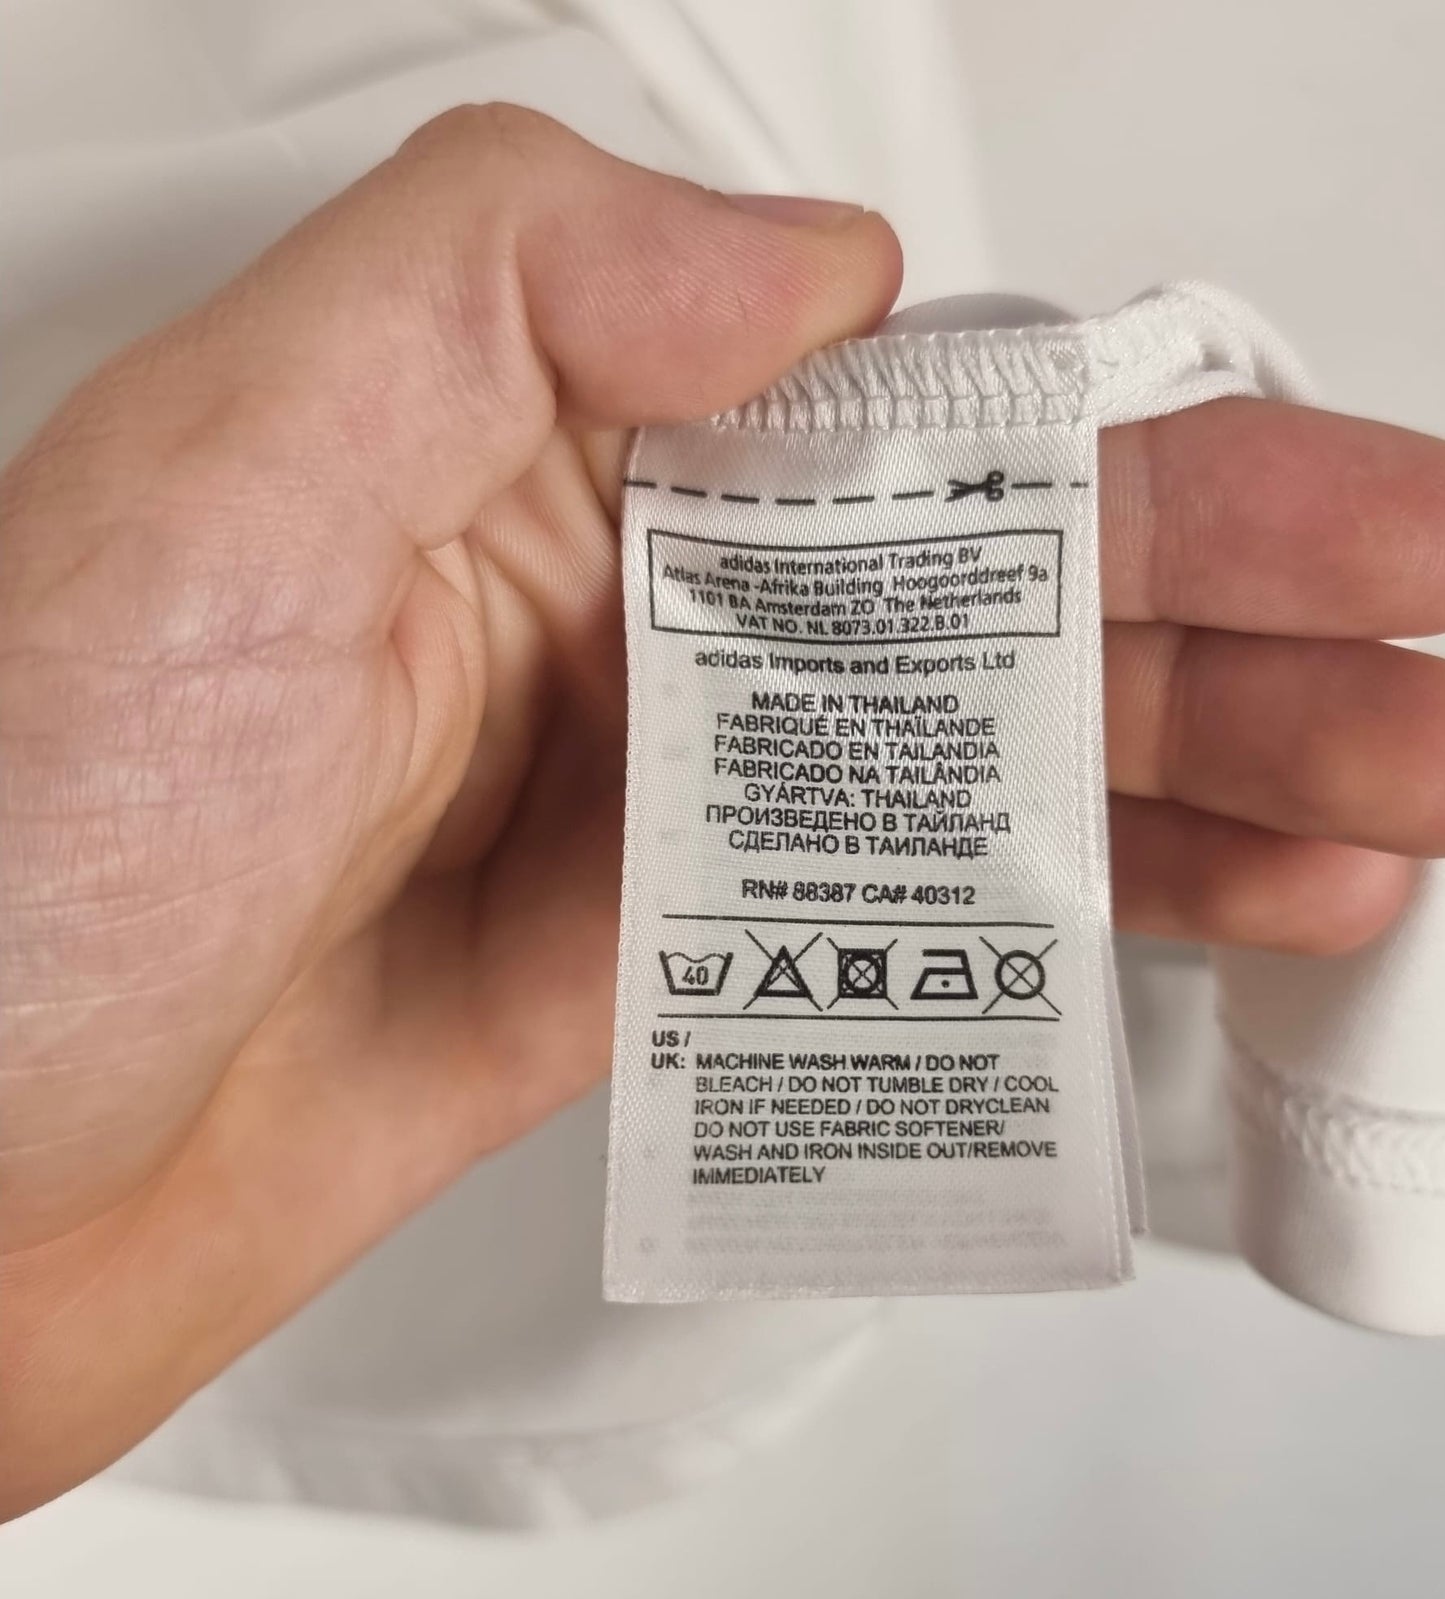 adidas International Trading BV
Atlas Arena -Afrika Building Hoogoorddreef 9a
1101 BA Amsterdam ZO The Netherlands
VAT NO. NL 8073.01.322.B.01
adidas Imports and Exports Ltd
MADE IN THAILAND
FABRIQUÉ EN THAÏLANDE
FABRICADO EN TAILANDIA
FABRICADO NA TAILÂNDIA
GYÁRTVA: THAILAND
ПРОИЗВЕДЕНО В ТАЙЛАНД
СДЕЛАНО В ТАИЛАНДЕ
RN# 88387 CA# 40312
40
US /
UK: MACHINE WASH WARM / DO NOT
BLEACH / DO NOT TUMBLE DRY / COOL
IRON IF NEEDED / DO NOT DRYCLEAN
DO NOT USE FABRIC SOFTENER/
WASH AND IRON INSIDE OUT/REMOVE
IMMEDIATELY